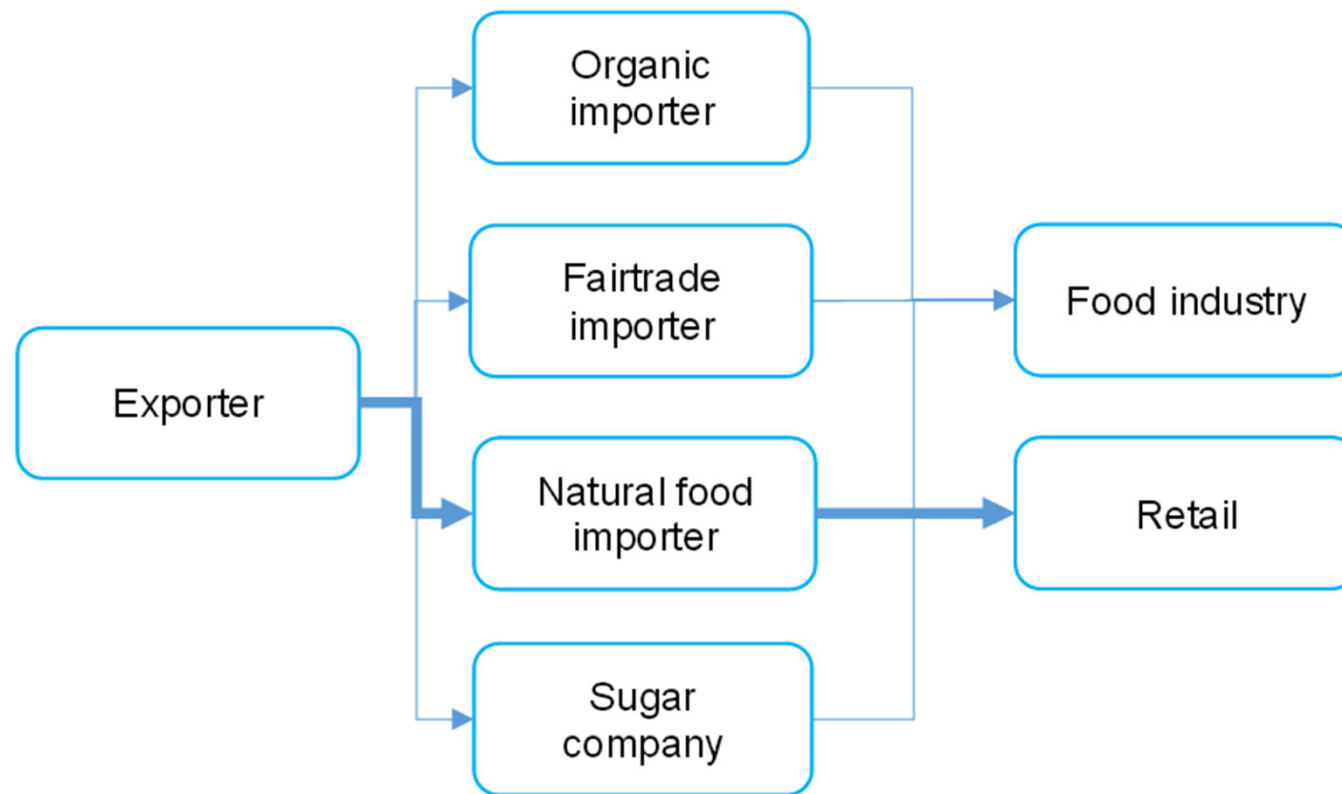 Organic
importer
Fairtrade
importer
Food industry
Exporter
Natural food
importer
Retail
Sugar
company